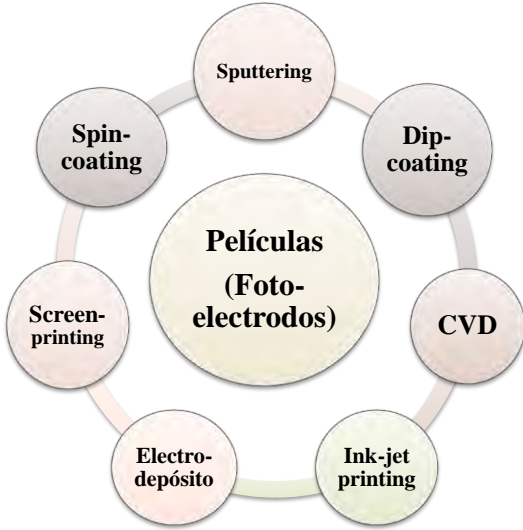 Sputtering
Dip-
coating
CVD
Ink-jet
printing
Electro-
depósito
Screen-
printing
Spin-
coating
Películas
(Foto-
electrodos)